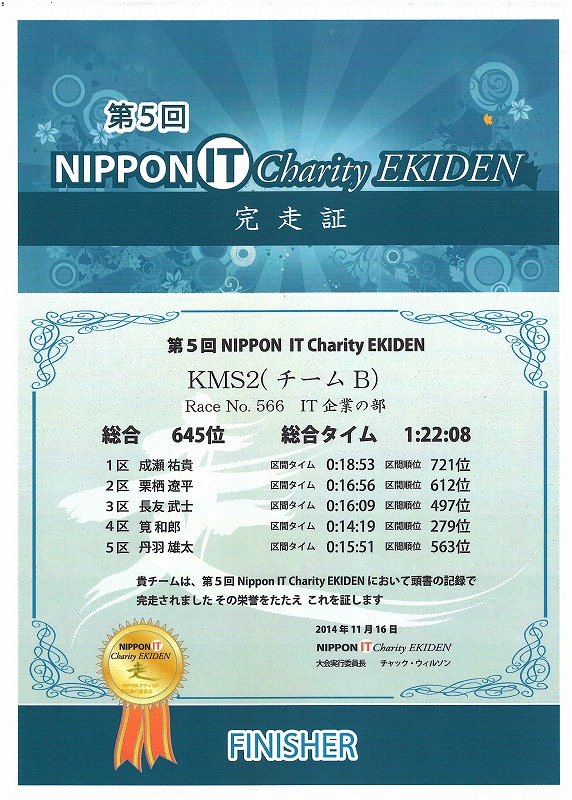 第5回
NIPPON IT Charity EKIDEN
完走証
第5回 NIPPON IT Charity EKIDEN
KMS2(チームB)
Race No. 566 IT企業の部
総合 645位 総合タイム 1:22:08
1区 成瀬 祐貴 区間タイム 0:18:53 区間順位 721位
2区 栗栖 遼平 区間タイム 0:16:56 区間順位 612位
3区 長友 武士 区間タイム 0:16:09 区間順位 497位
4区 筧 和郎 区間タイム 0:14:19 区間順位 279位
5区 丹羽 雄太 区間タイム 0:15:51 区間順位 563位
貴チームは、第5回 Nippon IT Charity EKIDEN において頭書の記録で
完走されました その栄誉をたたえ これを証します
2014年11月16日
NIPPON IT Charity EKIDEN
大会実行委員長 チャック・ウィルソン
NIPPON IT
Charity EKIDEN
走
FINISHER